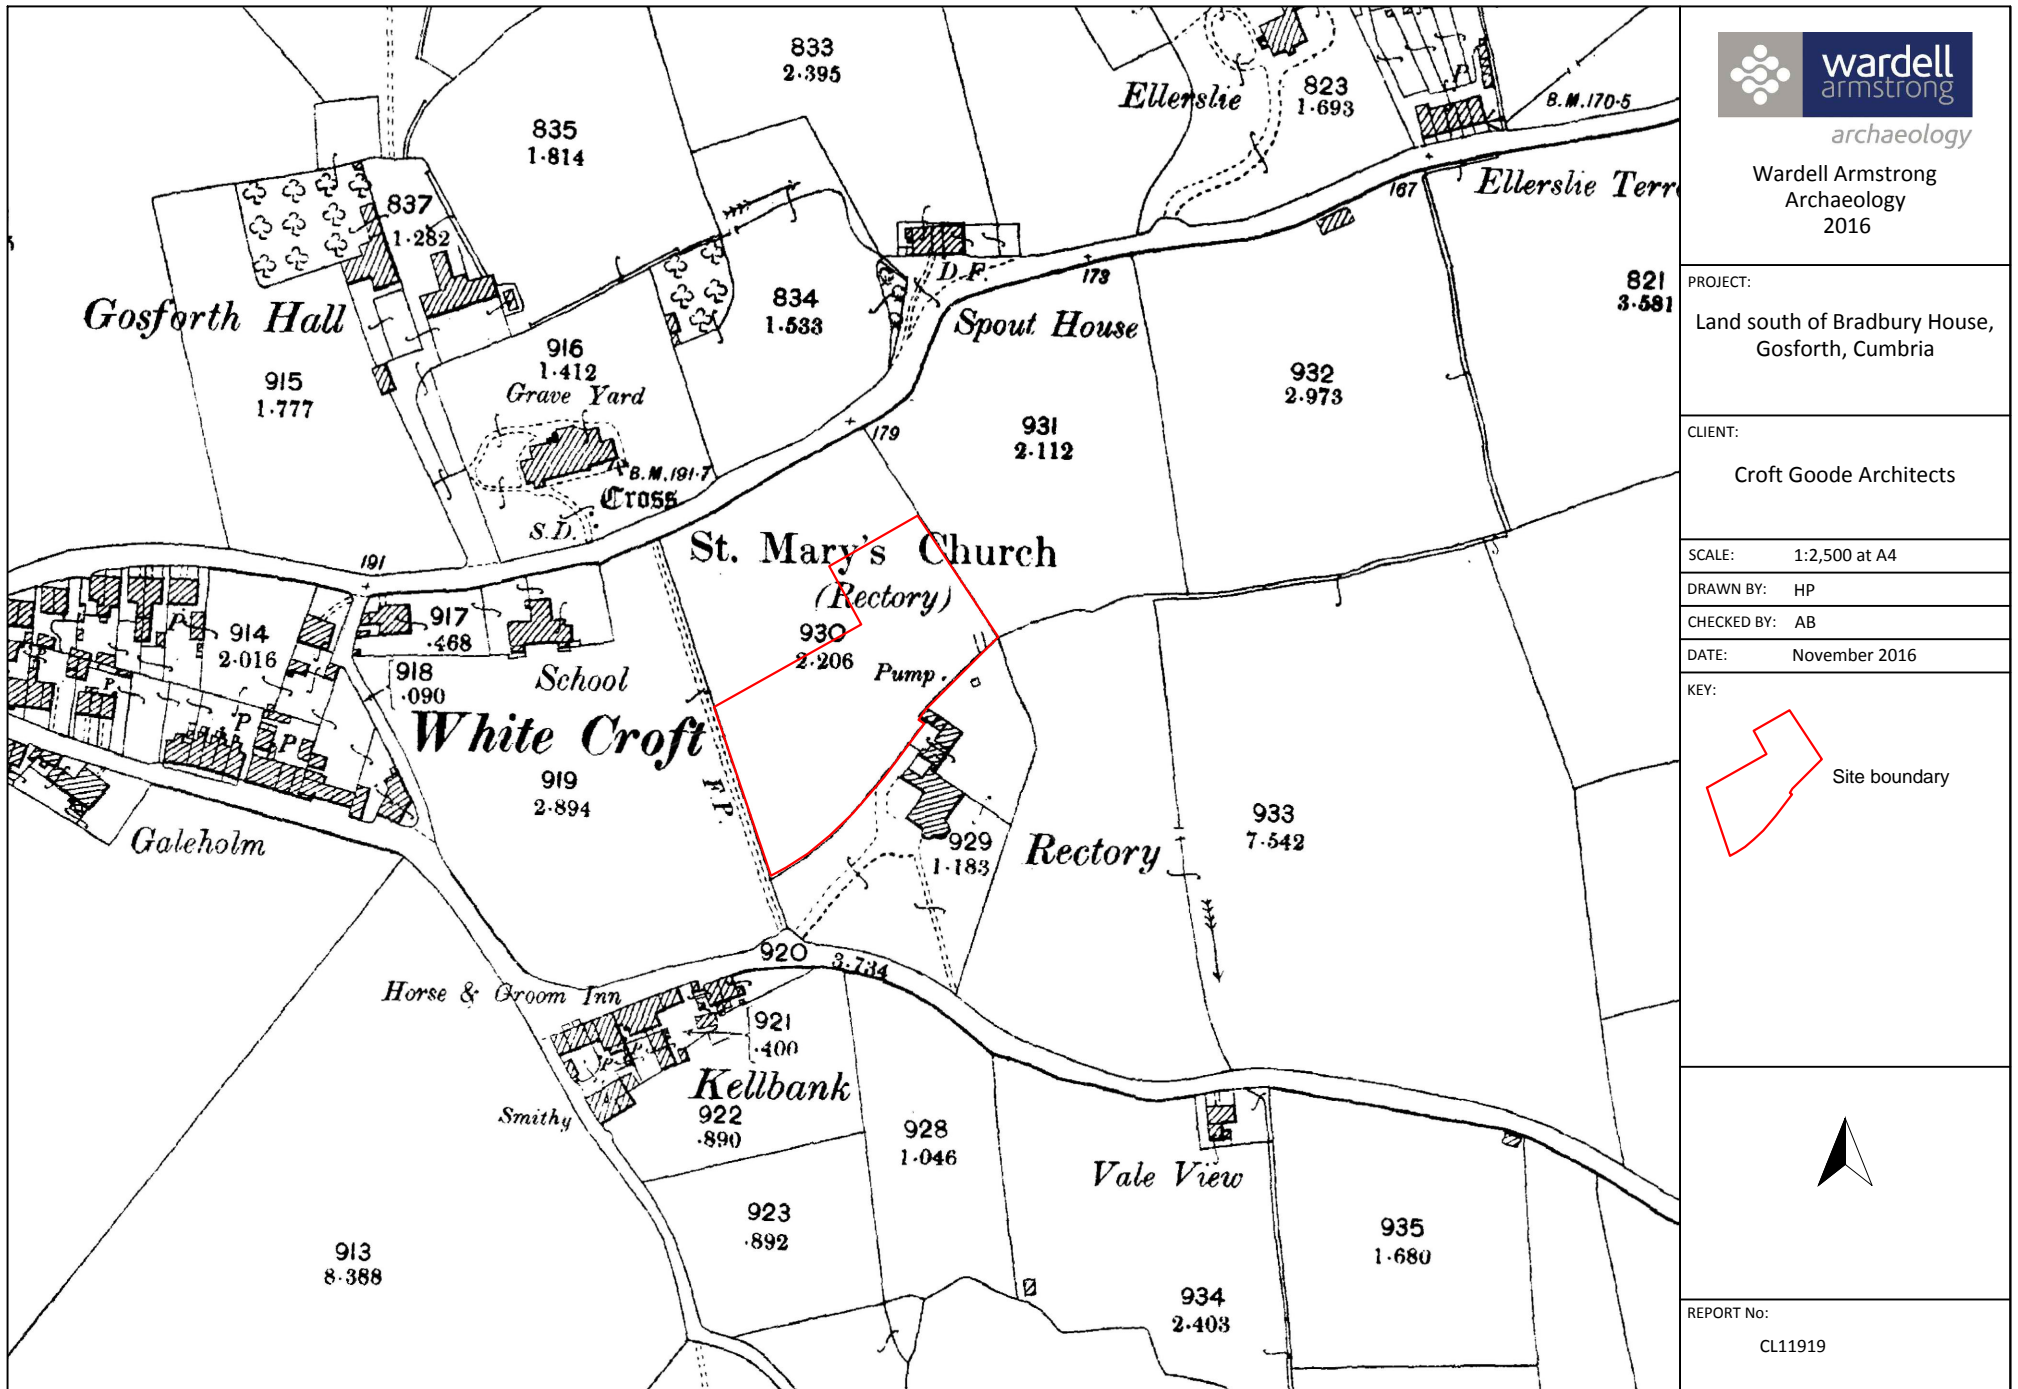 833
2·395
Ellerslie
823
1·693
P
B.M.170·5
835
1·814
837
1·282
167
Ellerslie Terr
Gosforth Hall
834
1·533
D.F.
173
Spout House
821
3·581
915
1·777
916
1·412
Grave Yard
932
2·973
931
2·112
179
B.M.191·7
Cross
S.D.
191
St. Mary's Church
(Rectory)
930
2·206
P
914
2·016
917
·468
918
·090
School
Pump
P
P
P
White Croft
919
2·894
F.P.
Galeholm
929
1·183
Rectory
933
7·542
920
3·734
Horse & Groom Inn
921
·400
P
P
Kellbank
Smithy
922
·890
928
1·046
Vale View
923
·892
935
1·680
913
8·388
934
2·403
wardell
armstrong
archaeology
Wardell Armstrong
Archaeology
2016
PROJECT:
Land south of Bradbury House,
Gosforth, Cumbria
CLIENT:
Croft Goode Architects
SCALE: 1:2,500 at A4
DRAWN BY: HP
CHECKED BY: AB
DATE: November 2016
KEY:
Site boundary
REPORT No:
CL11919